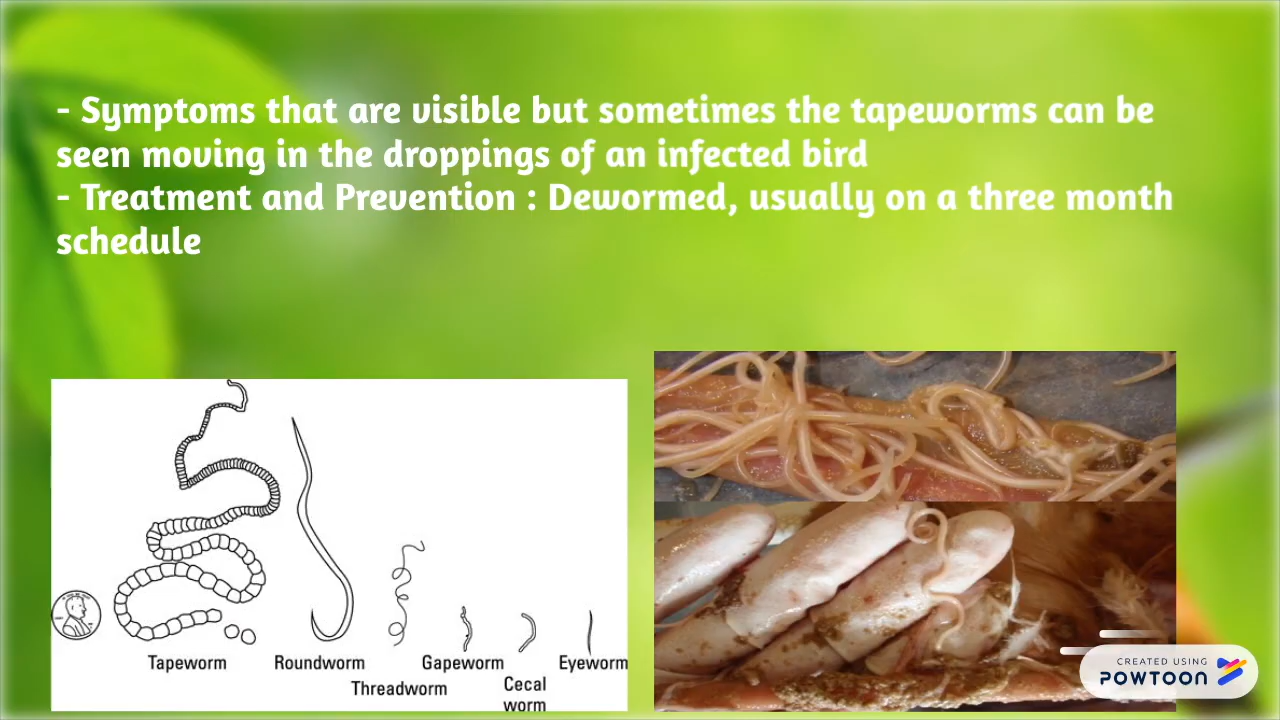 - Symptoms that are visible but sometimes the tapeworms can be
seen moving in the droppings of an infected bird
- Treatment and Prevention : Dewormed, usually on a three month
schedule
Tapeworm
Roundworm
Threadworm
Gapeworm
Cecal
worm
Eyeworm
CREATED USING
POWTOON